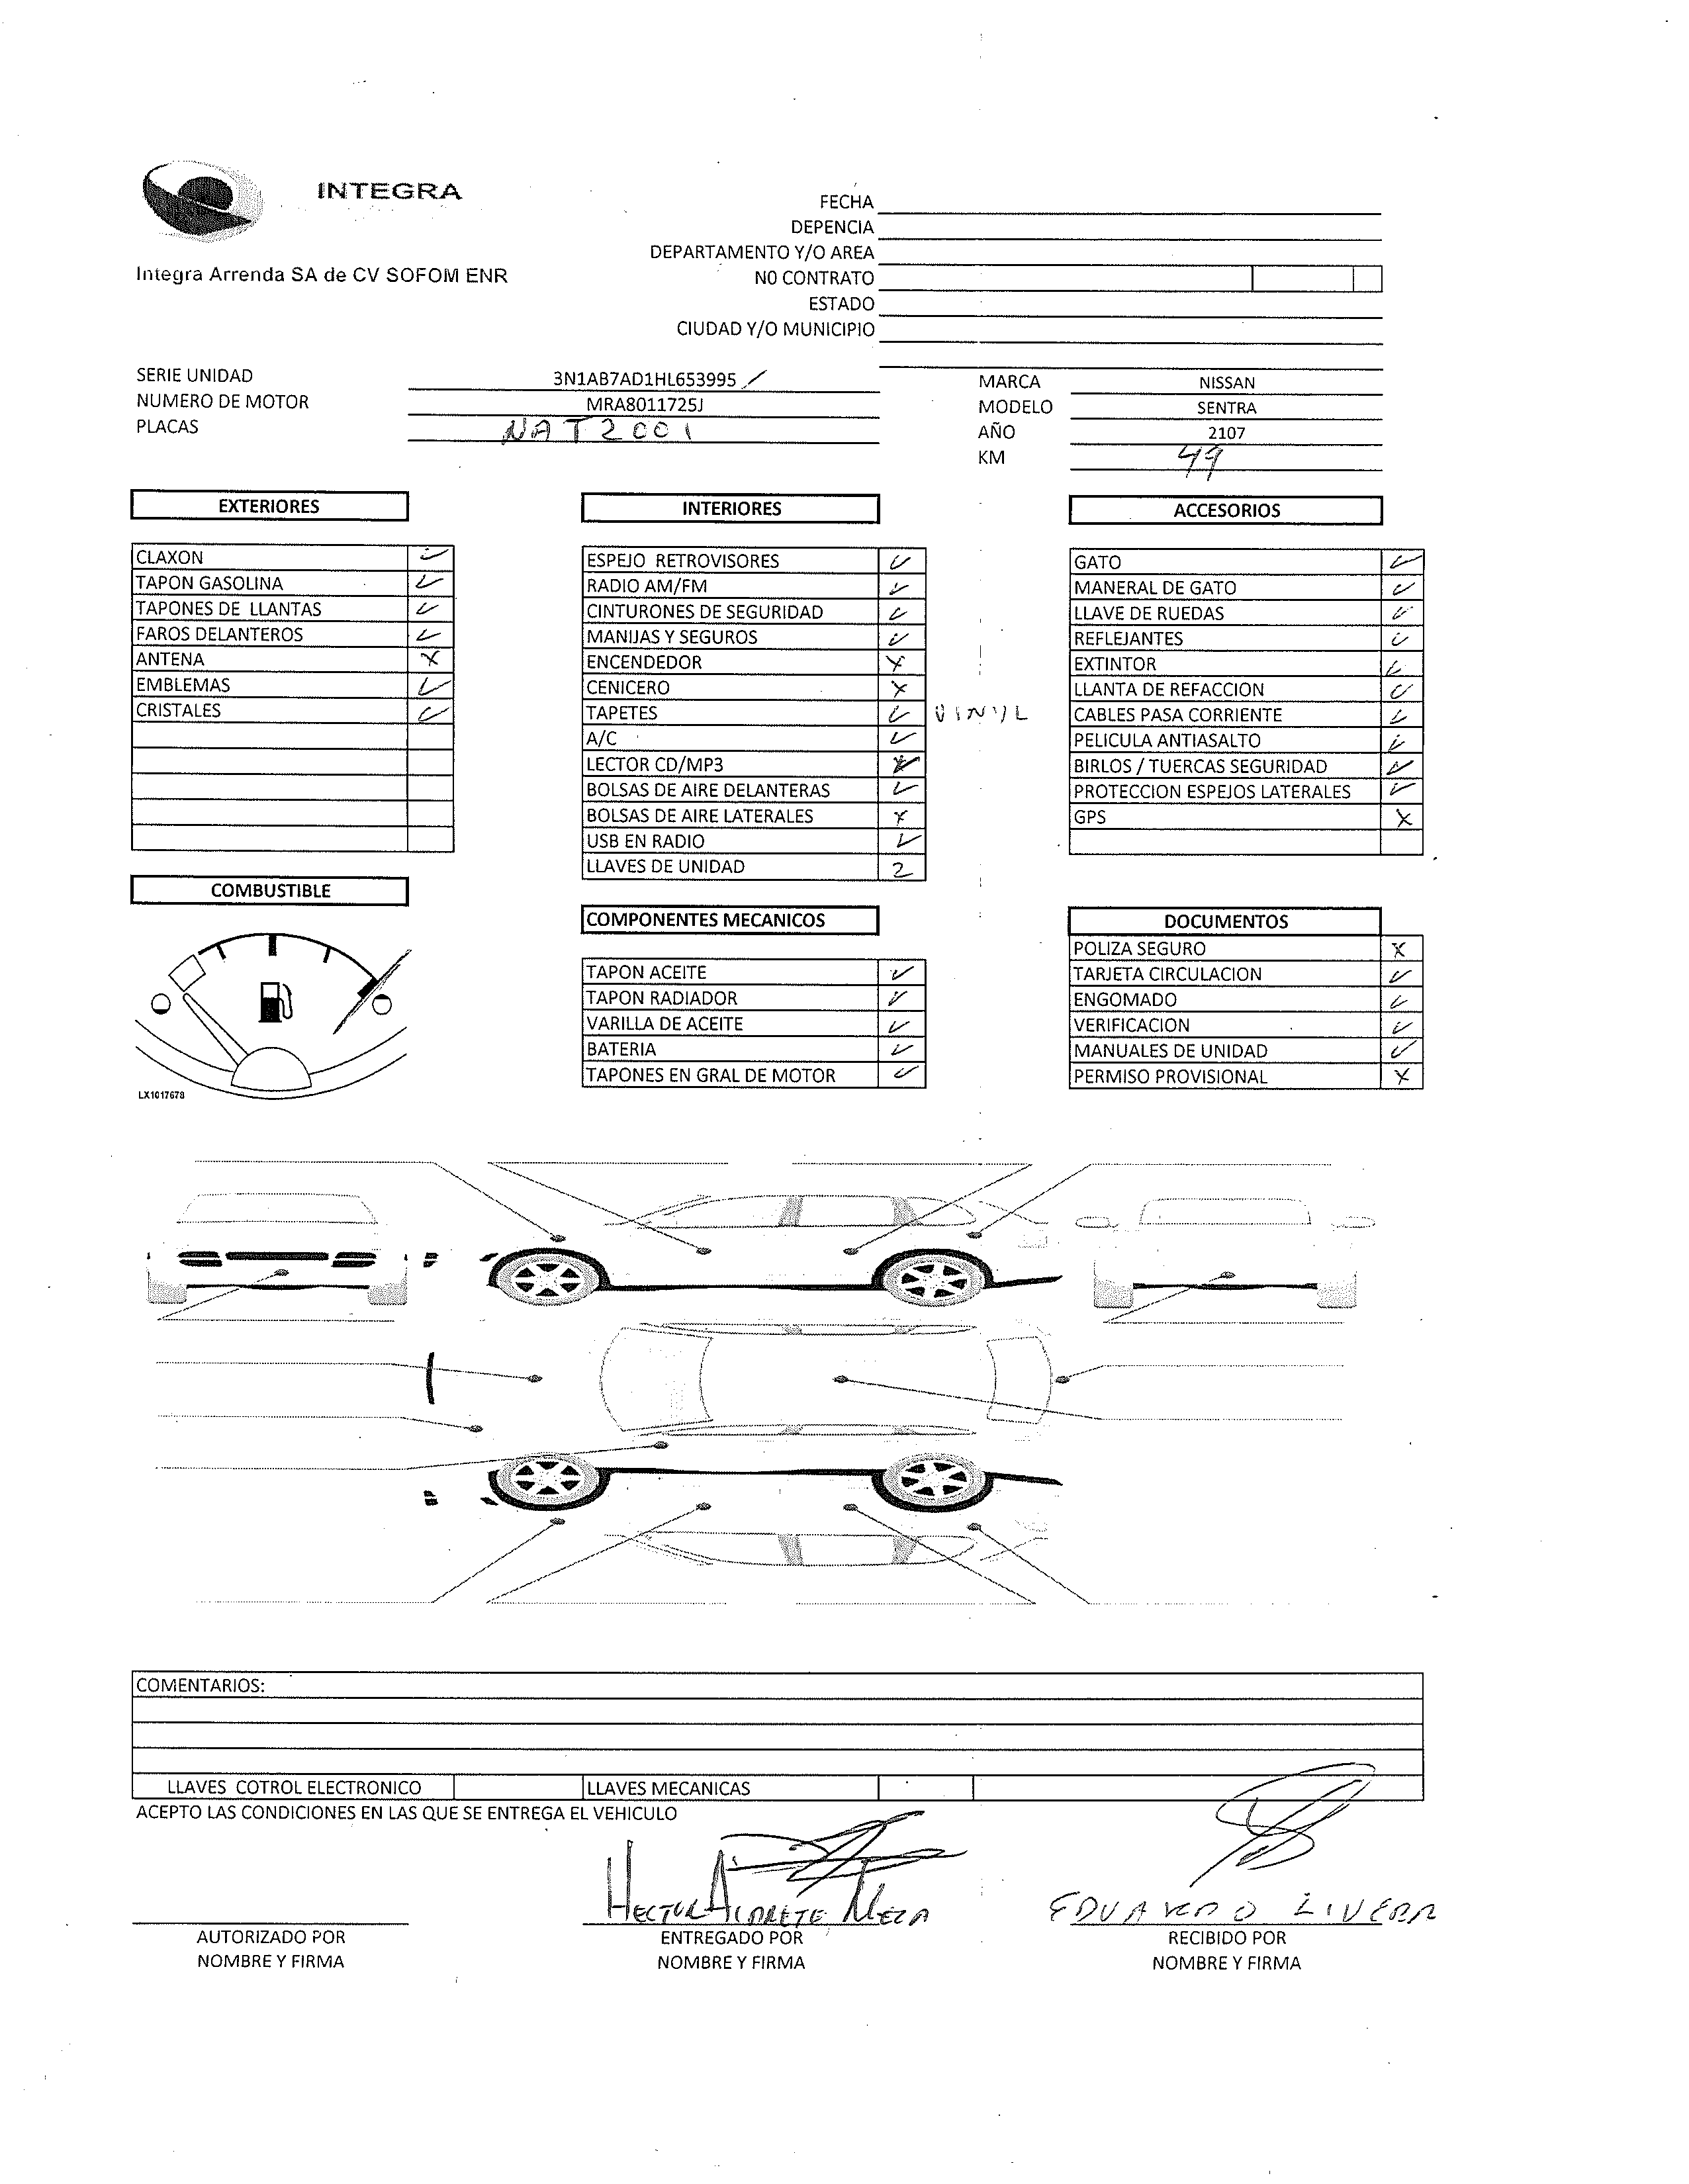 INTEGRA
Integra Arrenda SA de CV SOFOM ENR
FECHA
DEPENCIA
DEPARTAMENTO Y/O AREA
NO CONTRATO
ESTADO
CIUDAD Y/O MUNICIPIO
SERIE UNIDAD 3N1AB7AD1HL653995
NUMERO DE MOTOR MRA8011725J
PLACAS NAT2001
MARCA NISSAN
MODELO SENTRA
AÑO 2107
KM 49
EXTERIORES
CLAXON ✓
TAPON GASOLINA ✓
TAPONES DE LLANTAS ✓
FAROS DELANTEROS ✓
ANTENA X
EMBLEMAS ✓
CRISTALES ✓
COMBUSTIBLE
LX1017678
INTERIORES
ESPEJO RETROVISORES ✓
RADIO AM/FM ✓
CINTURONES DE SEGURIDAD ✓
MANIJAS Y SEGUROS ✓
ENCENDEDOR X
CENICERO X
TAPETES ✓ VINYL
A/C ✓
LECTOR CD/MP3 ✓
BOLSAS DE AIRE DELANTERAS ✓
BOLSAS DE AIRE LATERALES X
USB EN RADIO ✓
LLAVES DE UNIDAD 2
COMPONENTES MECANICOS
TAPON ACEITE ✓
TAPON RADIADOR ✓
VARILLA DE ACEITE ✓
BATERIA ✓
TAPONES EN GRAL DE MOTOR ✓
ACCESORIOS
GATO ✓
MANERAL DE GATO ✓
LLAVE DE RUEDAS ✓
REFLEJANTES ✓
EXTINTOR ✓
LLANTA DE REFACCION ✓
CABLES PASA CORRIENTE ✓
PELICULA ANTIASALTO ✓
BIRLOS / TUERCAS SEGURIDAD ✓
PROTECCION ESPEJOS LATERALES ✓
GPS X
DOCUMENTOS
POLIZA SEGURO X
TARJETA CIRCULACION ✓
ENGOMADO ✓
VERIFICACION ✓
MANUALES DE UNIDAD ✓
PERMISO PROVISIONAL X
COMENTARIOS:
LLAVES COTROL ELECTRONICO LLAVES MECANICAS
ACEPTO LAS CONDICIONES EN LAS QUE SE ENTREGA EL VEHICULO
HECTOR ALDRETE MEZA
EDUARDO LIVERA
AUTORIZADO POR
NOMBRE Y FIRMA
ENTREGADO POR
NOMBRE Y FIRMA
RECIBIDO POR
NOMBRE Y FIRMA